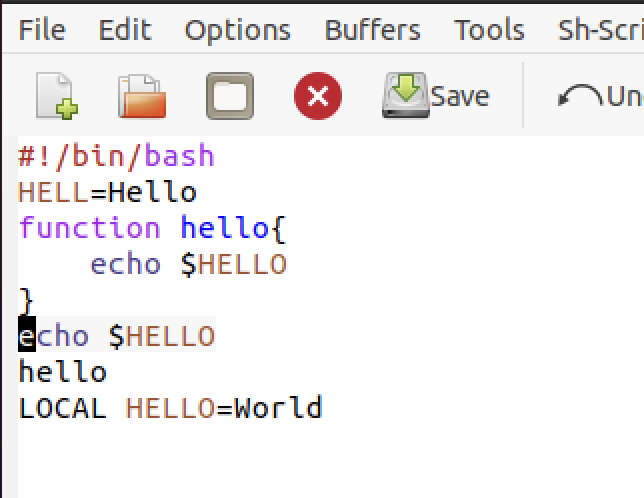 File Edit Options Buffers Tools Sh-Scri
Save Un
#!/bin/bash
HELL=Hello
function hello{
    echo $HELLO
}
echo $HELLO
hello
LOCAL HELLO=World